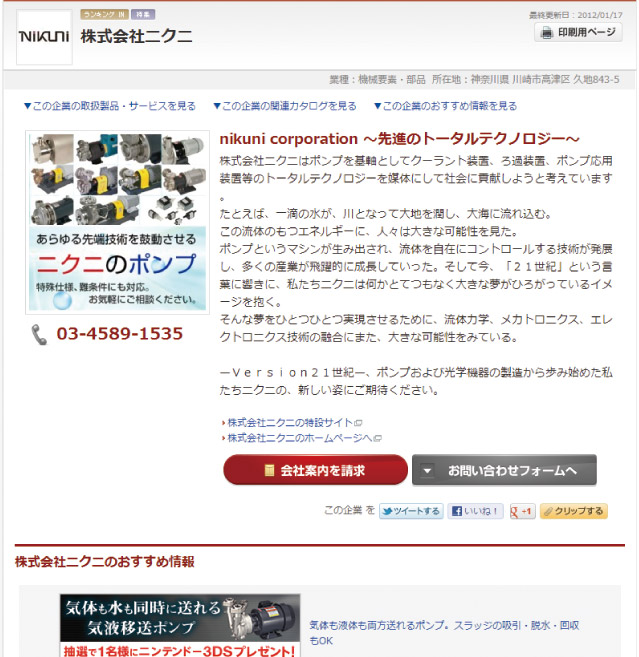 ランキング IN 特集
NiKUni
株式会社ニクニ
最終更新日：2012/01/17
印刷用ページ
業種：機械要素・部品 所在地：神奈川県 川崎市高津区 久地843-5
▼この企業の取扱製品・サービスを見る ▼この企業の関連カタログを見る ▼この企業のおすすめ情報を見る
あらゆる先端技術を鼓動させる
ニクニのポンプ
特殊仕様、難条件にも対応。
お気軽にご相談ください。
03-4589-1535
nikuni corporation ～先進のトータルテクノロジー～
株式会社ニクニはポンプを基軸としてクーラント装置、ろ過装置、ポンプ応用
装置等のトータルテクノロジーを媒体にして社会に貢献しようと考えています
。
たとえば、一滴の水が、川となって大地を潤し、大海に流れ込む。
この流体のもつエネルギーに、人々は大きな可能性を見た。
ポンプというマシンが生み出され、流体を自在にコントロールする技術が発展
し、多くの産業が飛躍的に成長していった。そして今、「２１世紀」という言
葉に響きに、私たちニクニは何かとてつもなく大きな夢がひろがっているイメ
ージを抱く。
そんな夢をひとつひとつ実現させるために、流体力学、メカトロニクス、エレ
クトロニクス技術の融合にまた、大きな可能性をみている。
ーＶｅｒｓｉｏｎ２１世紀ー、ポンプおよび光学機器の製造から歩み始めた私
たちニクニの、新しい姿にご期待ください。
株式会社ニクニの特設サイト
株式会社ニクニのホームページへ
会社案内を請求
お問い合わせフォームへ
この企業 を ツイートする いいね！ g +1 クリップする
株式会社ニクニのおすすめ情報
気体も水も同時に送れる
気液移送ポンプ
抽選で1名様にニンテンドー3DSプレゼント!
気体も液体も両方送れるポンプ。スラッジの吸引・脱水・回収
もOK